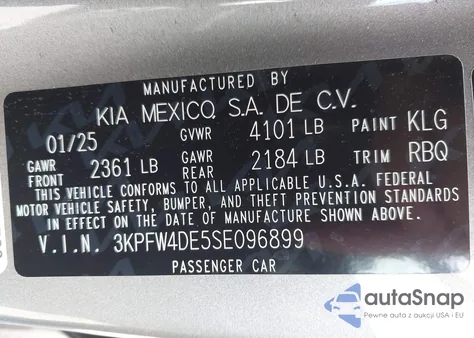 MANUFACTURED BY
KIA MEXICO, S.A. DE C.V.
01/25 GVWR 4101 LB PAINT KLG
GAWR FRONT 2361 LB GAWR REAR 2184 LB TRIM RBQ
THIS VEHICLE CONFORMS TO ALL APPLICABLE U.S.A. FEDERAL
MOTOR VEHICLE SAFETY, BUMPER, AND THEFT PREVENTION STANDARDS
IN EFFECT ON THE DATE OF MANUFACTURE SHOWN ABOVE.
V.I.N. 3KPFW4DE5SE096899
PASSENGER CAR
autoSnap
Pewne auta z aukcji USA i EU